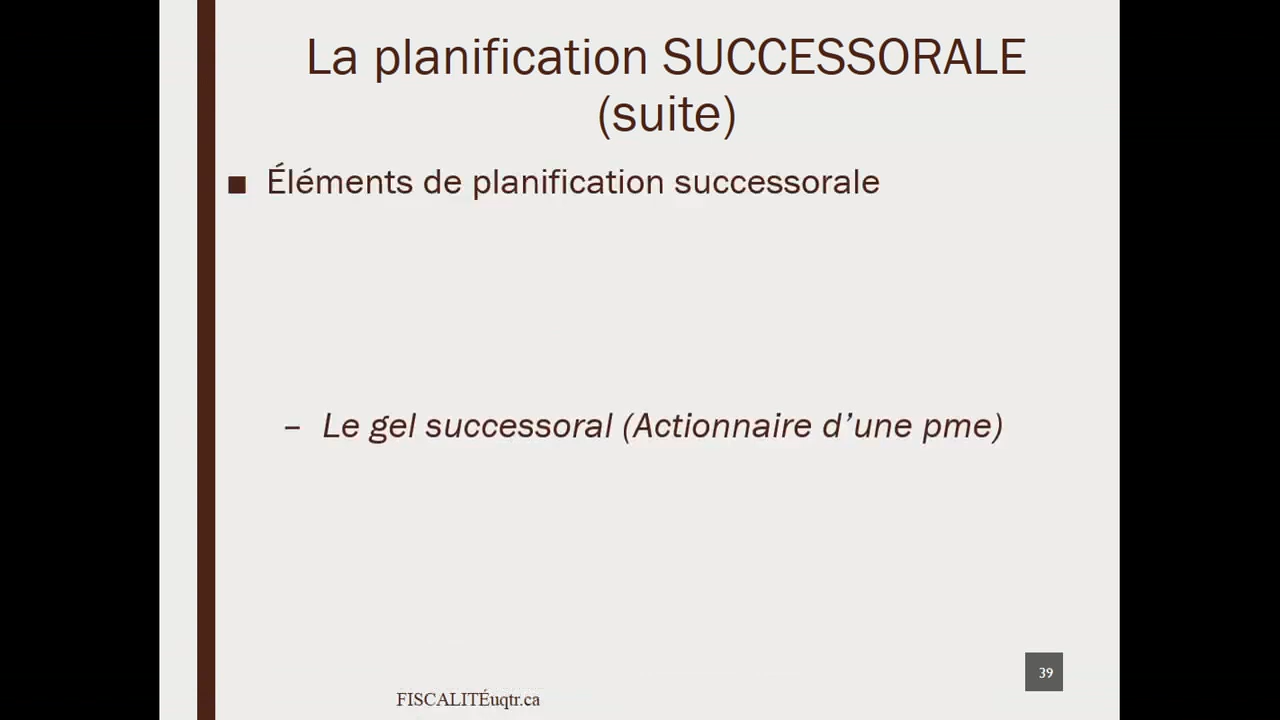 La planification SUCCESSORALE
(suite)
■ Éléments de planification successorale
– Le gel successoral (Actionnaire d’une pme)
39
FISCALITÉuqtr.ca